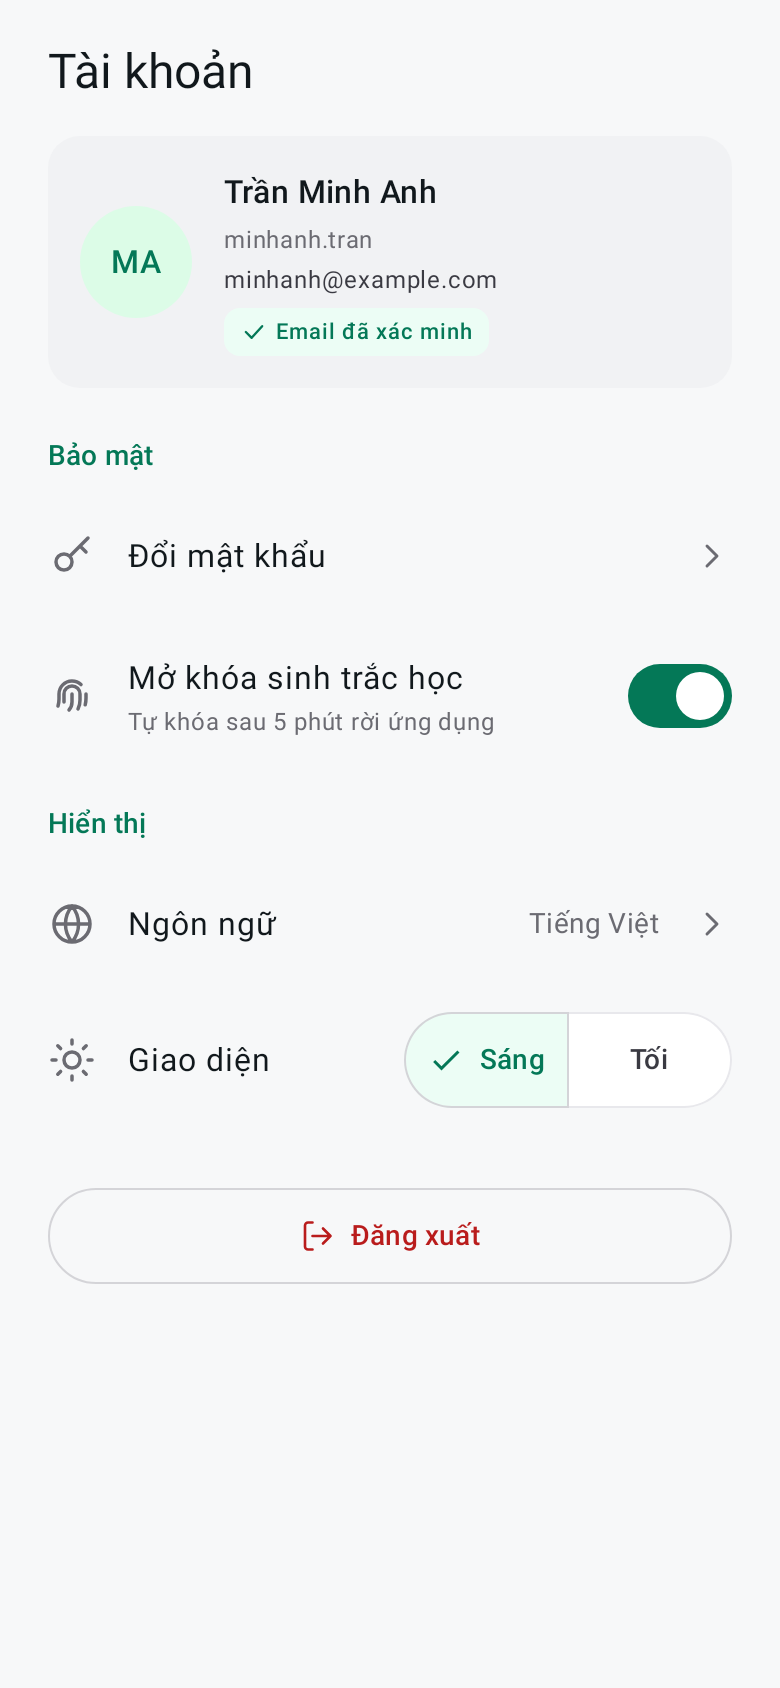 Tài khoản
MA
Trần Minh Anh
minhanh.tran
minhanh@example.com
Email đã xác minh
Bảo mật
Đổi mật khẩu
Mở khóa sinh trắc học
Tự khóa sau 5 phút rời ứng dụng
Hiển thị
Ngôn ngữ Tiếng Việt
Giao diện Sáng Tối
Đăng xuất